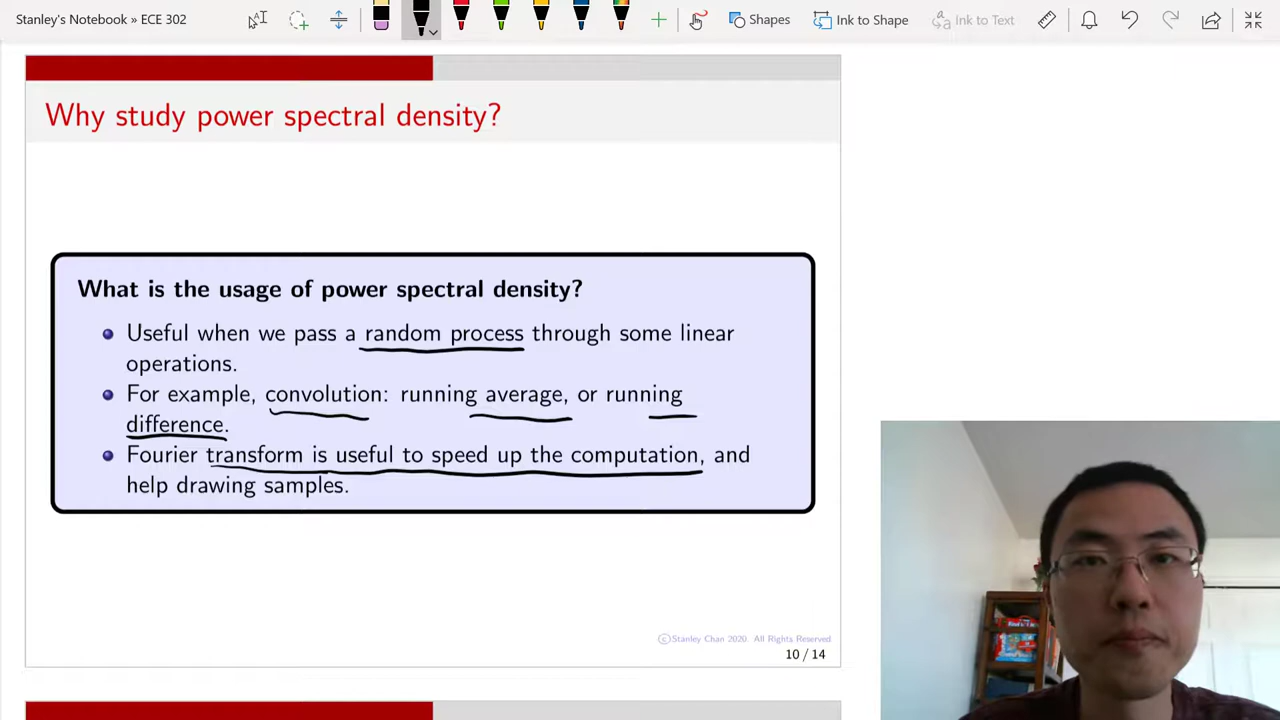 Stanley's Notebook » ECE 302
Shapes
Ink to Shape
Ink to Text
Why study power spectral density?
What is the usage of power spectral density?
Useful when we pass a random process through some linear
operations.
For example, convolution: running average, or running
difference.
Fourier transform is useful to speed up the computation, and
help drawing samples.
©Stanley Chan 2020. All Rights Reserved
10 / 14